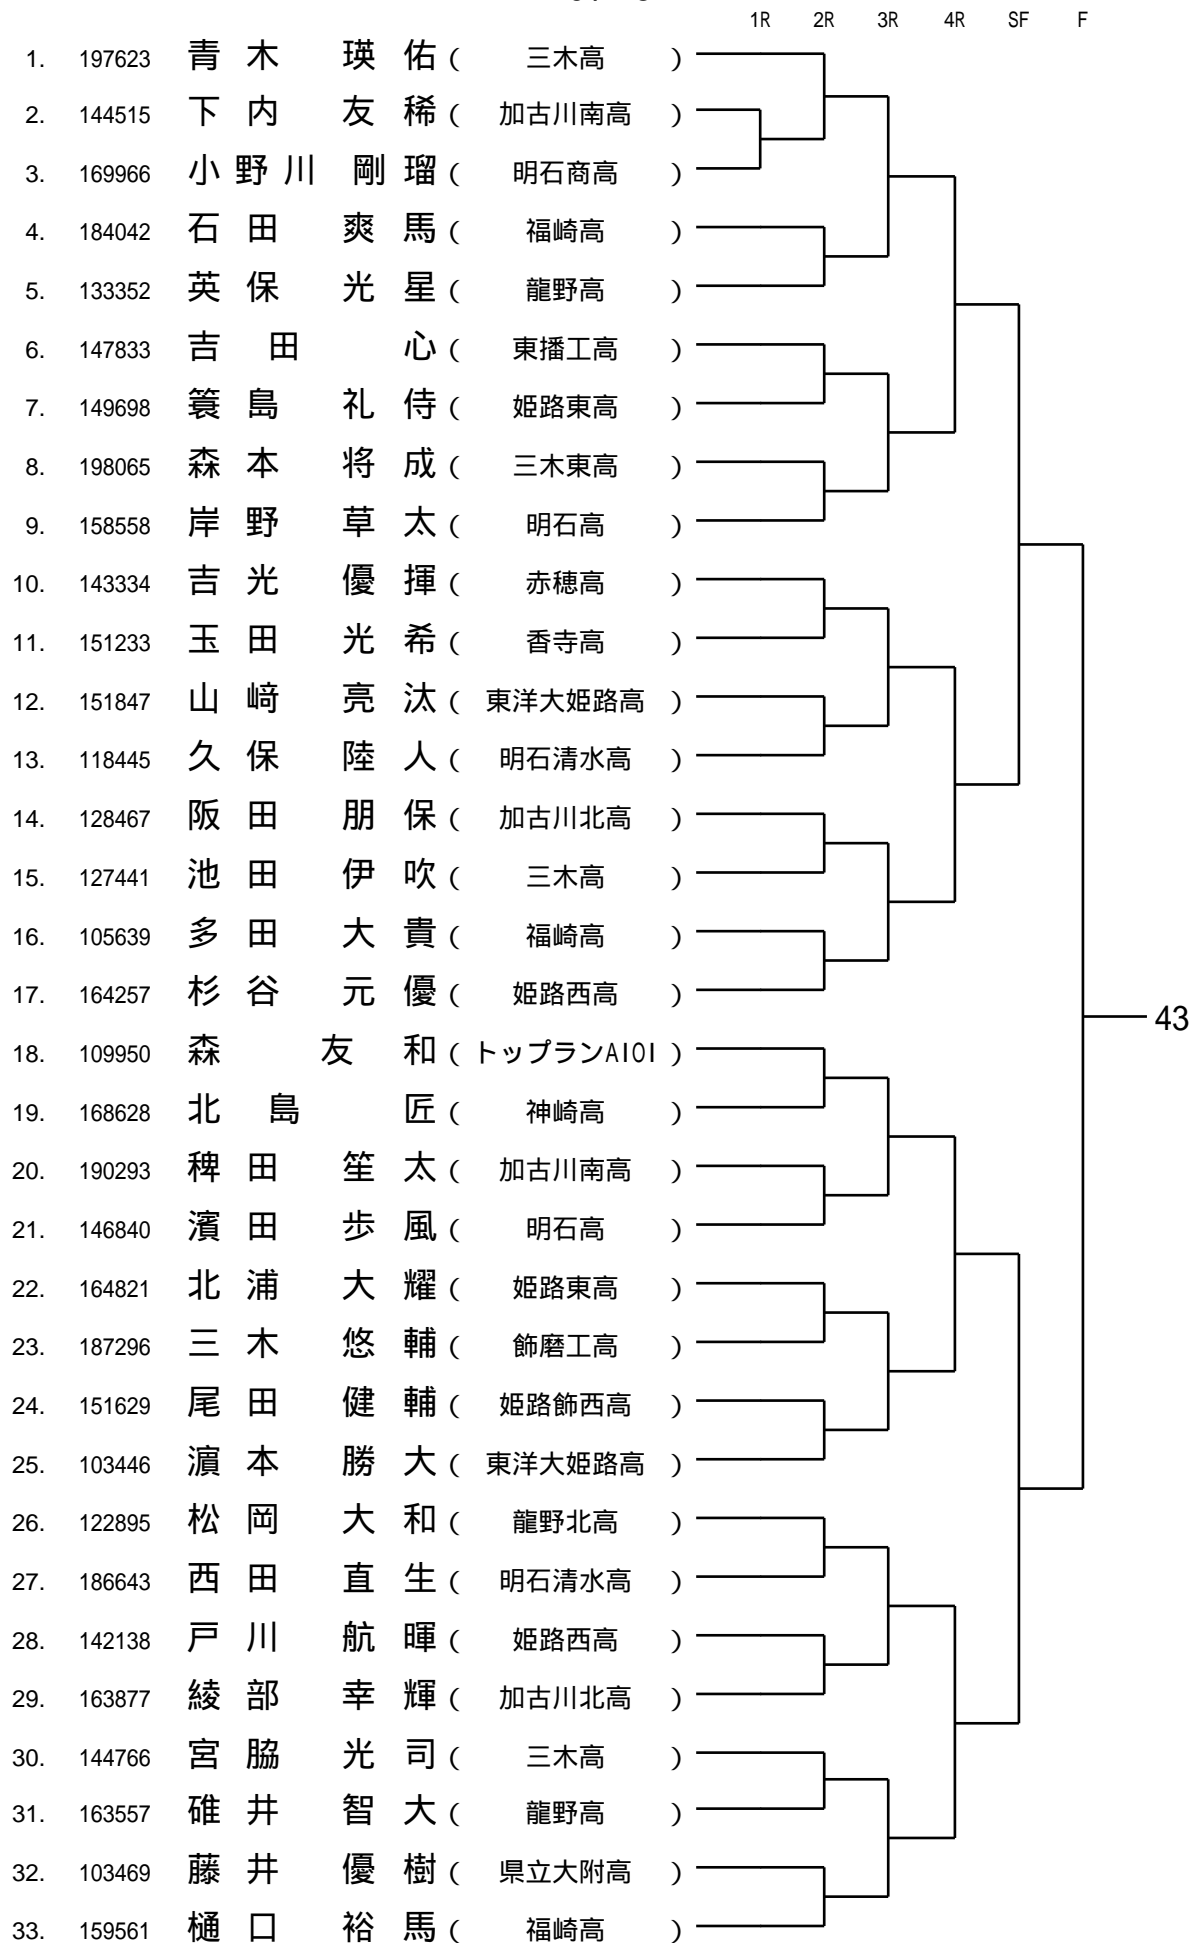 1R 2R 3R 4R SF F
1. 197623 青木 瑛佑 ( 三木高 )
2. 144515 下内 友稀 ( 加古川南高 )
3. 169966 小野川 剛瑠 ( 明石商高 )
4. 184042 石田 爽馬 ( 福崎高 )
5. 133352 英保 光星 ( 龍野高 )
6. 147833 吉田 心 ( 東播工高 )
7. 149698 簑島 礼侍 ( 姫路東高 )
8. 198065 森本 将成 ( 三木東高 )
9. 158558 岸野 草太 ( 明石高 )
10. 143334 吉光 優揮 ( 赤穂高 )
11. 151233 玉田 光希 ( 香寺高 )
12. 151847 山﨑 亮汰 ( 東洋大姫路高 )
13. 118445 久保 陸人 ( 明石清水高 )
14. 128467 阪田 朋保 ( 加古川北高 )
15. 127441 池田 伊吹 ( 三木高 )
16. 105639 多田 大貴 ( 福崎高 )
17. 164257 杉谷 元優 ( 姫路西高 )
43
18. 109950 森 友和 ( トップランAIOI )
19. 168628 北島 匠 ( 神崎高 )
20. 190293 稗田 笙太 ( 加古川南高 )
21. 146840 濱田 歩風 ( 明石高 )
22. 164821 北浦 大耀 ( 姫路東高 )
23. 187296 三木 悠輔 ( 飾磨工高 )
24. 151629 尾田 健輔 ( 姫路飾西高 )
25. 103446 濵本 勝大 ( 東洋大姫路高 )
26. 122895 松岡 大和 ( 龍野北高 )
27. 186643 西田 直生 ( 明石清水高 )
28. 142138 戸川 航暉 ( 姫路西高 )
29. 163877 綾部 幸輝 ( 加古川北高 )
30. 144766 宮脇 光司 ( 三木高 )
31. 163557 碓井 智大 ( 龍野高 )
32. 103469 藤井 優樹 ( 県立大附高 )
33. 159561 樋口 裕馬 ( 福崎高 )